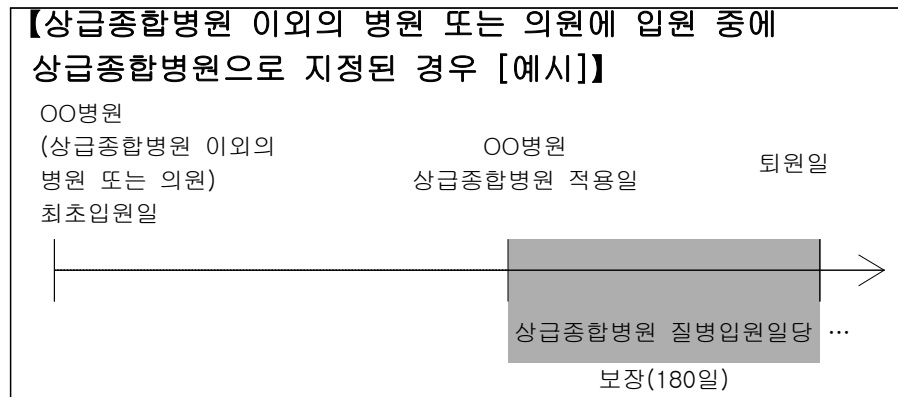 【상급종합병원 이외의 병원 또는 의원에 입원 중에
상급종합병원으로 지정된 경우 [예시]】
OO병원
(상급종합병원 이외의
병원 또는 의원)
최초입원일
OO병원
상급종합병원 적용일
퇴원일
상급종합병원 질병입원일당 …
보장(180일)